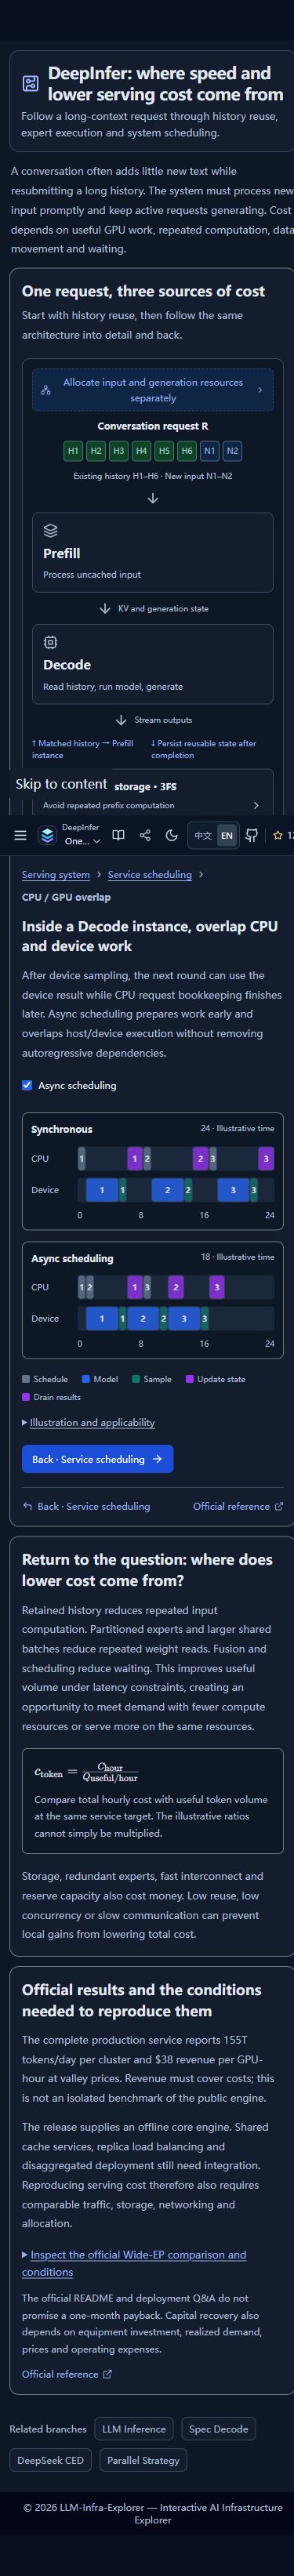 DeepInfer: where speed and
lower serving cost come from
Follow a long-context request through history reuse,
expert execution and system scheduling.
A conversation often adds little new text while
resubmitting a long history. The system must process new
input promptly and keep active requests generating. Cost
depends on useful GPU work, repeated computation, data
movement and waiting.
One request, three sources of cost
Start with history reuse, then follow the same
architecture into detail and back.
Allocate input and generation resources
separately
Conversation request R
H1 H2 H3 H4 H5 H6 N1 N2
Existing history H1–H6 · New input N1–N2
Prefill
Process uncached input
KV and generation state
Decode
Read history, run model, generate
Stream outputs
↑ Matched history → Prefill
instance
↓ Persist reusable state after
completion
Skip to content
storage • 3FS
Avoid repeated prefix computation
DeepInfer
One...
中文 EN
Serving system > Service scheduling >
CPU / GPU overlap
Inside a Decode instance, overlap CPU
and device work
After device sampling, the next round can use the
device result while CPU request bookkeeping finishes
later. Async scheduling prepares work early and
overlaps host/device execution without removing
autoregressive dependencies.
Async scheduling
Synchronous
24 · Illustrative time
CPU 1 1 2 2 3 3
Device 1 1 2 2 3 3
0 8 16 24
Async scheduling
18 · Illustrative time
CPU 1 2 1 3 2 3
Device 1 1 2 2 3 3
0 8 16 24
Schedule Model Sample Update state
Drain results
Illustration and applicability
Back · Service scheduling →
Back · Service scheduling
Official reference
Return to the question: where does
lower cost come from?
Retained history reduces repeated input
computation. Partitioned experts and larger shared
batches reduce repeated weight reads. Fusion and
scheduling reduce waiting. This improves useful
volume under latency constraints, creating an
opportunity to meet demand with fewer compute
resources or serve more on the same resources.
c_token = C_hour / Q_useful/hour
Compare total hourly cost with useful token volume
at the same service target. The illustrative ratios
cannot simply be multiplied.
Storage, redundant experts, fast interconnect and
reserve capacity also cost money. Low reuse, low
concurrency or slow communication can prevent
local gains from lowering total cost.
Official results and the conditions
needed to reproduce them
The complete production service reports 155T
tokens/day per cluster and $38 revenue per GPU-
hour at valley prices. Revenue must cover costs; this
is not an isolated benchmark of the public engine.
The release supplies an offline core engine. Shared
cache services, replica load balancing and
disaggregated deployment still need integration.
Reproducing serving cost therefore also requires
comparable traffic, storage, networking and
allocation.
Inspect the official Wide-EP comparison and
conditions
The official README and deployment Q&A do not
promise a one-month payback. Capital recovery also
depends on equipment investment, realized demand,
prices and operating expenses.
Official reference
Related branches LLM Inference Spec Decode
DeepSeek CED Parallel Strategy
© 2026 LLM-Infra-Explorer — Interactive AI Infrastructure
Explorer